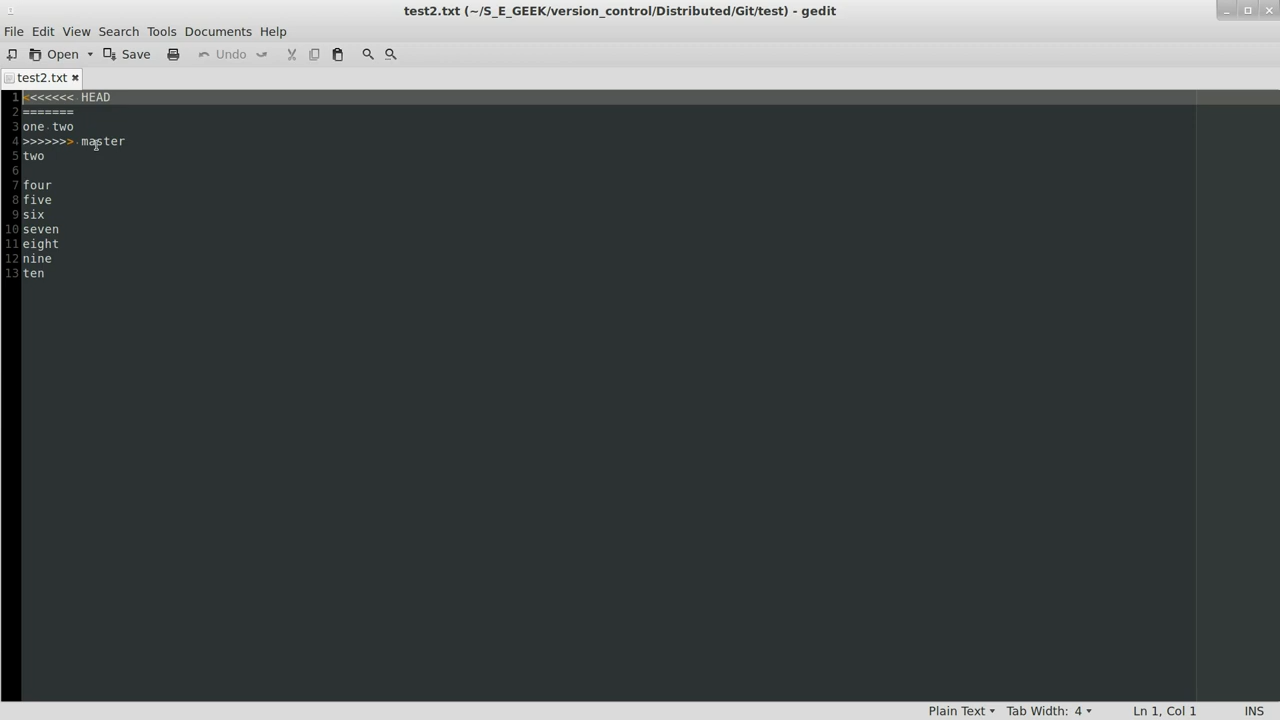 test2.txt (~/S_E_GEEK/version_control/Distributed/Git/test) - gedit
File Edit View Search Tools Documents Help
Open Save Undo
test2.txt
1 <<<<<<< HEAD
2 =======
3 one two
4 >>>>>>> master
5 two
6
7 four
8 five
9 six
10 seven
11 eight
12 nine
13 ten
Plain Text Tab Width: 4 Ln 1, Col 1 INS